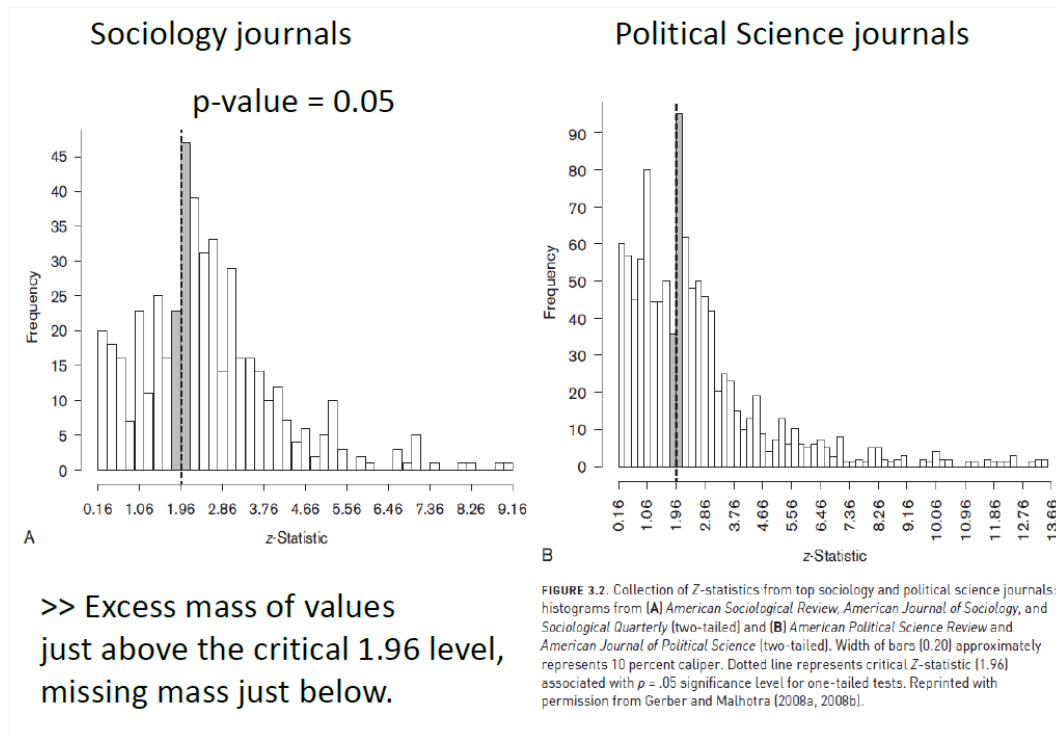 Sociology journals
Political Science journals
p-value = 0.05
Frequency
45
40
35
30
25
20
15
10
5
0
0.16 1.06 1.96 2.86 3.76 4.66 5.56 6.46 7.36 8.26 9.16
A
z-Statistic
Frequency
90
80
70
60
50
40
30
20
10
0
0.16 1.06 1.96 2.86 3.76 4.66 5.56 6.46 7.36 8.26 9.16 10.06 10.96 11.86 12.76 13.66
B
z-Statistic
>> Excess mass of values
just above the critical 1.96 level,
missing mass just below.
FIGURE 3.2. Collection of Z-statistics from top sociology and political science journals:
histograms from (A) American Sociological Review, American Journal of Sociology, and
Sociological Quarterly (two-tailed) and (B) American Political Science Review and
American Journal of Political Science (two-tailed). Width of bars (0.20) approximately
represents 10 percent caliper. Dotted line represents critical Z-statistic (1.96)
associated with p = .05 significance level for one-tailed tests. Reprinted with
permission from Gerber and Malhotra (2008a, 2008b).